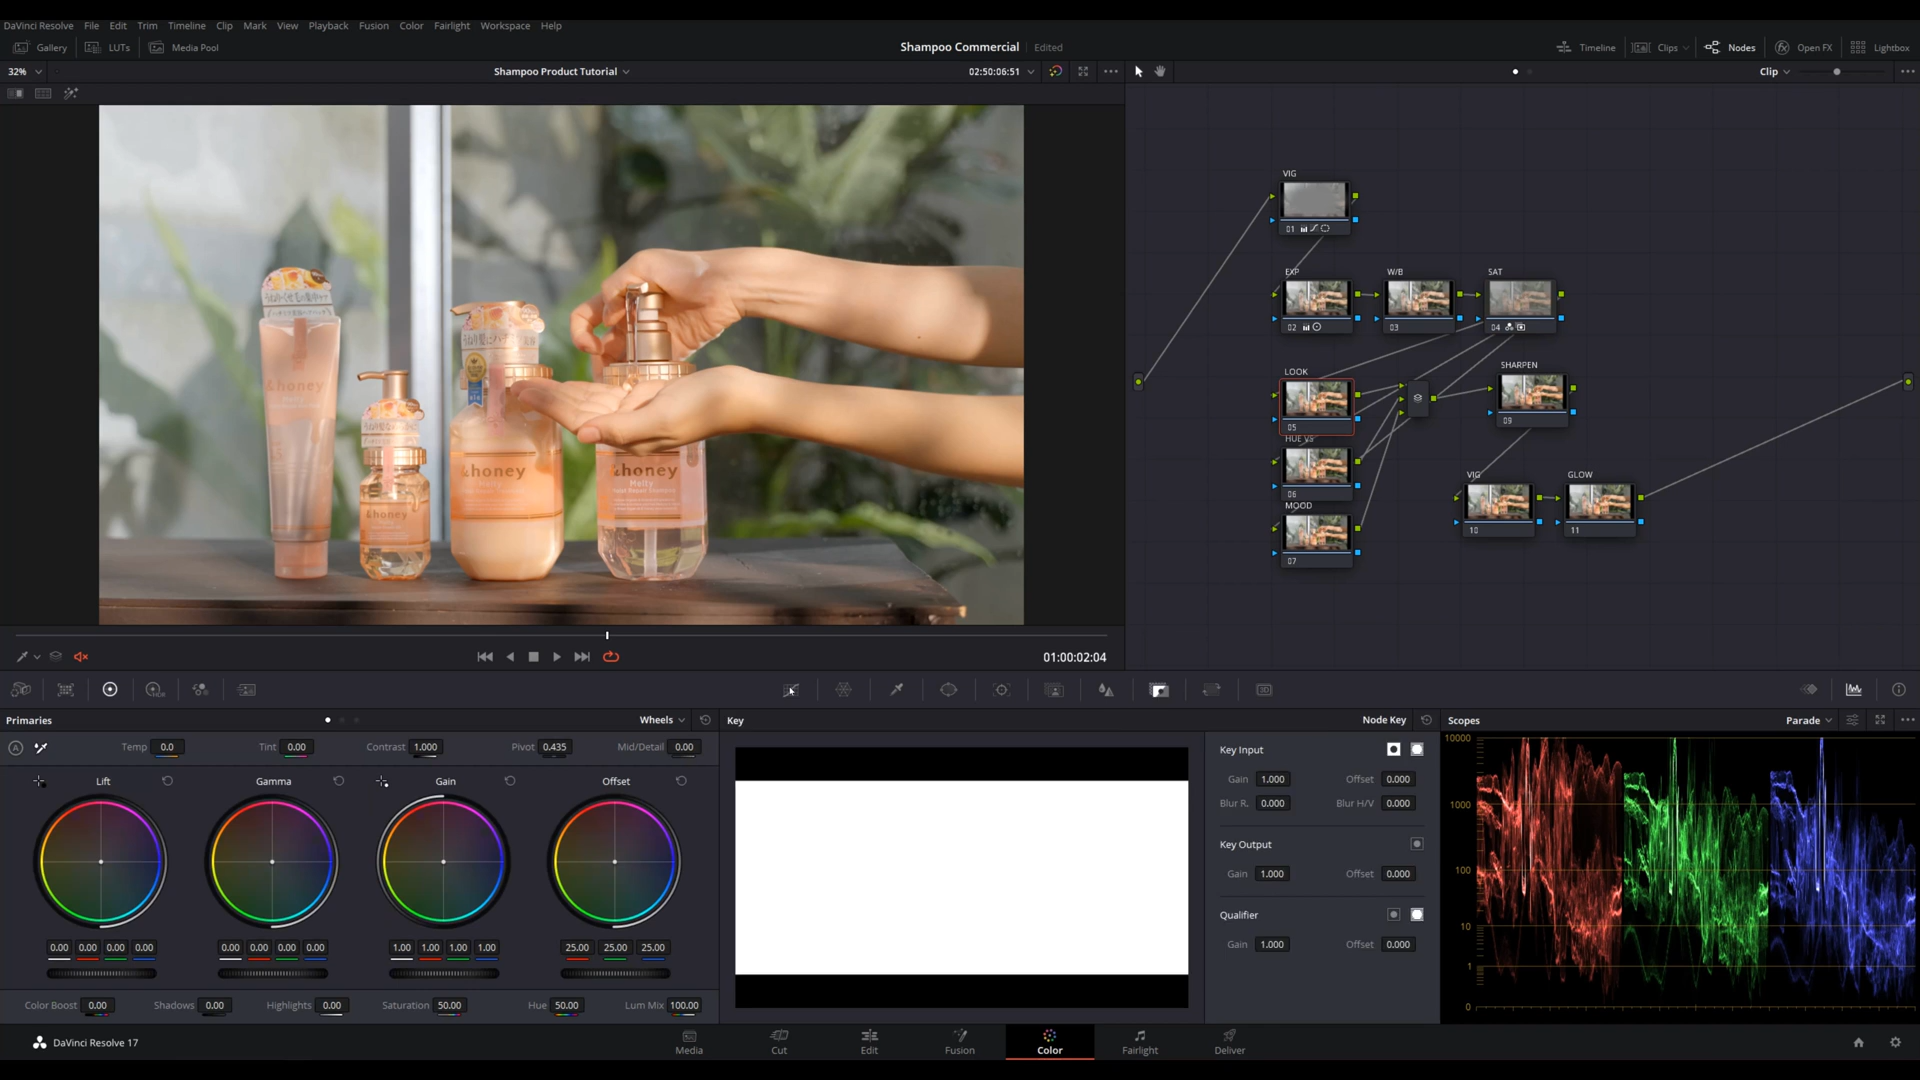 DaVinci Resolve File Edit Trim Timeline Clip Mark View Playback Fusion Color Fairlight Workspace Help
Gallery LUTs Media Pool Shampoo Commercial Edited Timeline Clips Nodes Open FX Lightbox
32% Shampoo Product Tutorial 02:50:06:51 Clip
VIG
01
EXP W/B SAT
02 03 04
LOOK SHARPEN
05 09
HUE VS
06
MOOD
07
VIG GLOW
10 11
&honey
&honey
&honey
Melty
&honey
Melty
01:00:02:04
HDR
3D
Primaries Wheels
A Temp 0.0 Tint 0.00 Contrast 1.000 Pivot 0.435 Mid/Detail 0.00
Lift Gamma Gain Offset
0.00 0.00 0.00 0.00 0.00 0.00 0.00 0.00 1.00 1.00 1.00 1.00 25.00 25.00 25.00
Color Boost 0.00 Shadows 0.00 Highlights 0.00 Saturation 50.00 Hue 50.00 Lum Mix 100.00
Key Node Key
Key Input
Gain 1.000 Offset 0.000
Blur R. 0.000 Blur H/V 0.000
Key Output
Gain 1.000 Offset 0.000
Qualifier
Gain 1.000 Offset 0.000
Scopes Parade
10000
1000
100
10
1
0
DaVinci Resolve 17 Media Cut Edit Fusion Color Fairlight Deliver